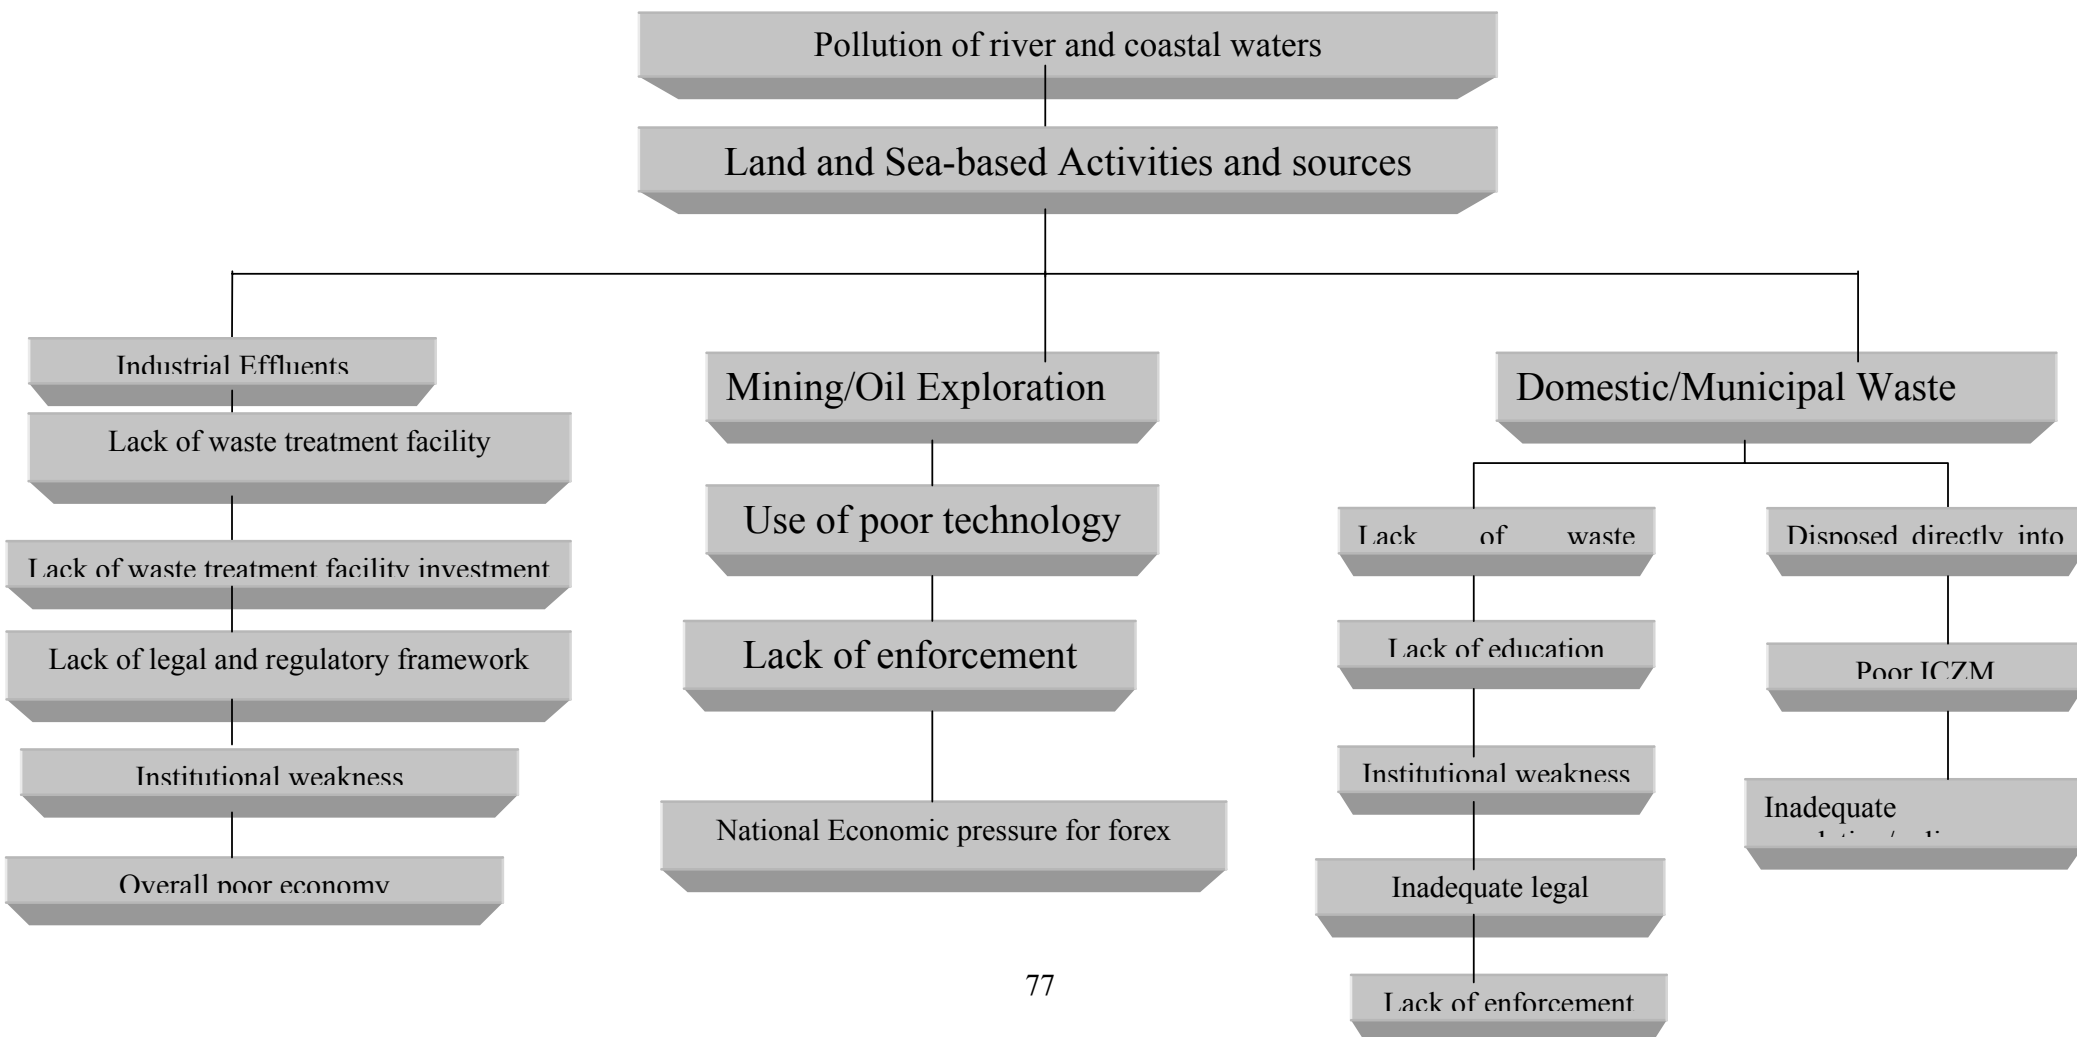 Pollution of river and coastal waters
Land and Sea-based Activities and sources
Industrial Effluents
Lack of waste treatment facility
Lack of waste treatment facility investment
Lack of legal and regulatory framework
Institutional weakness
Overall poor economy
Mining/Oil Exploration
Use of poor technology
Lack of enforcement
National Economic pressure for forex
Domestic/Municipal Waste
Lack of waste
Lack of education
Institutional weakness
Inadequate legal
Lack of enforcement
Disposed directly into
Poor ICZM
Inadequate
77